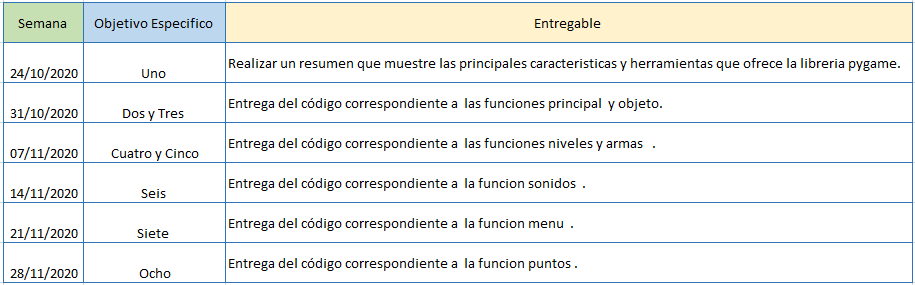 Semana Objetivo Especifico Entregable
24/10/2020 Uno Realizar un resumen que muestre las principales caracteristicas y herramientas que ofrece la libreria pygame.
31/10/2020 Dos y Tres Entrega del código correspondiente a las funciones principal y objeto.
07/11/2020 Cuatro y Cinco Entrega del código correspondiente a las funciones niveles y armas .
14/11/2020 Seis Entrega del código correspondiente a la funcion sonidos .
21/11/2020 Siete Entrega del código correspondiente a la funcion menu .
28/11/2020 Ocho Entrega del código correspondiente a la funcion puntos .